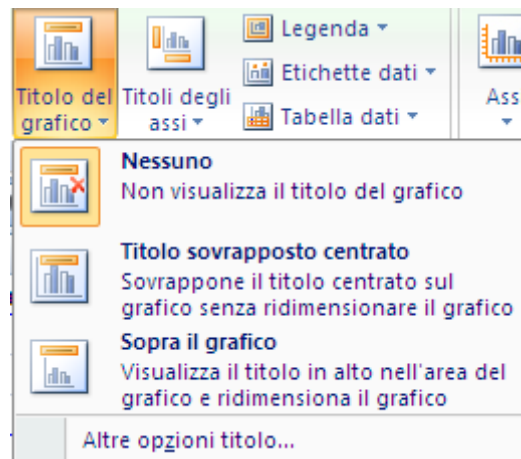 Titolo del
grafico
Titoli degli
assi
Legenda
Etichette dati
Tabella dati
Ass
Nessuno
Non visualizza il titolo del grafico
Titolo sovrapposto centrato
Sovrappone il titolo centrato sul
grafico senza ridimensionare il grafico
Sopra il grafico
Visualizza il titolo in alto nell'area del
grafico e ridimensiona il grafico
Altre opzioni titolo...